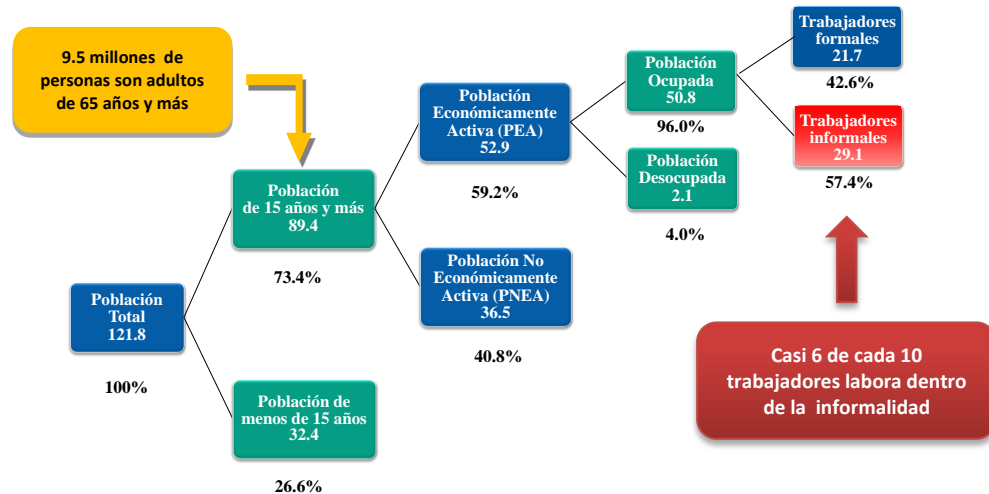 9.5 millones de
personas son adultos
de 65 años y más
Población
Total
121.8
100%
Población
de 15 años y más
89.4
73.4%
Población de
menos de 15 años
32.4
26.6%
Población
Económicamente
Activa (PEA)
52.9
59.2%
Población No
Económicamente
Activa (PNEA)
36.5
40.8%
Población
Ocupada
50.8
96.0%
Población
Desocupada
2.1
4.0%
Trabajadores
formales
21.7
42.6%
Trabajadores
informales
29.1
57.4%
Casi 6 de cada 10
trabajadores labora dentro
de la informalidad